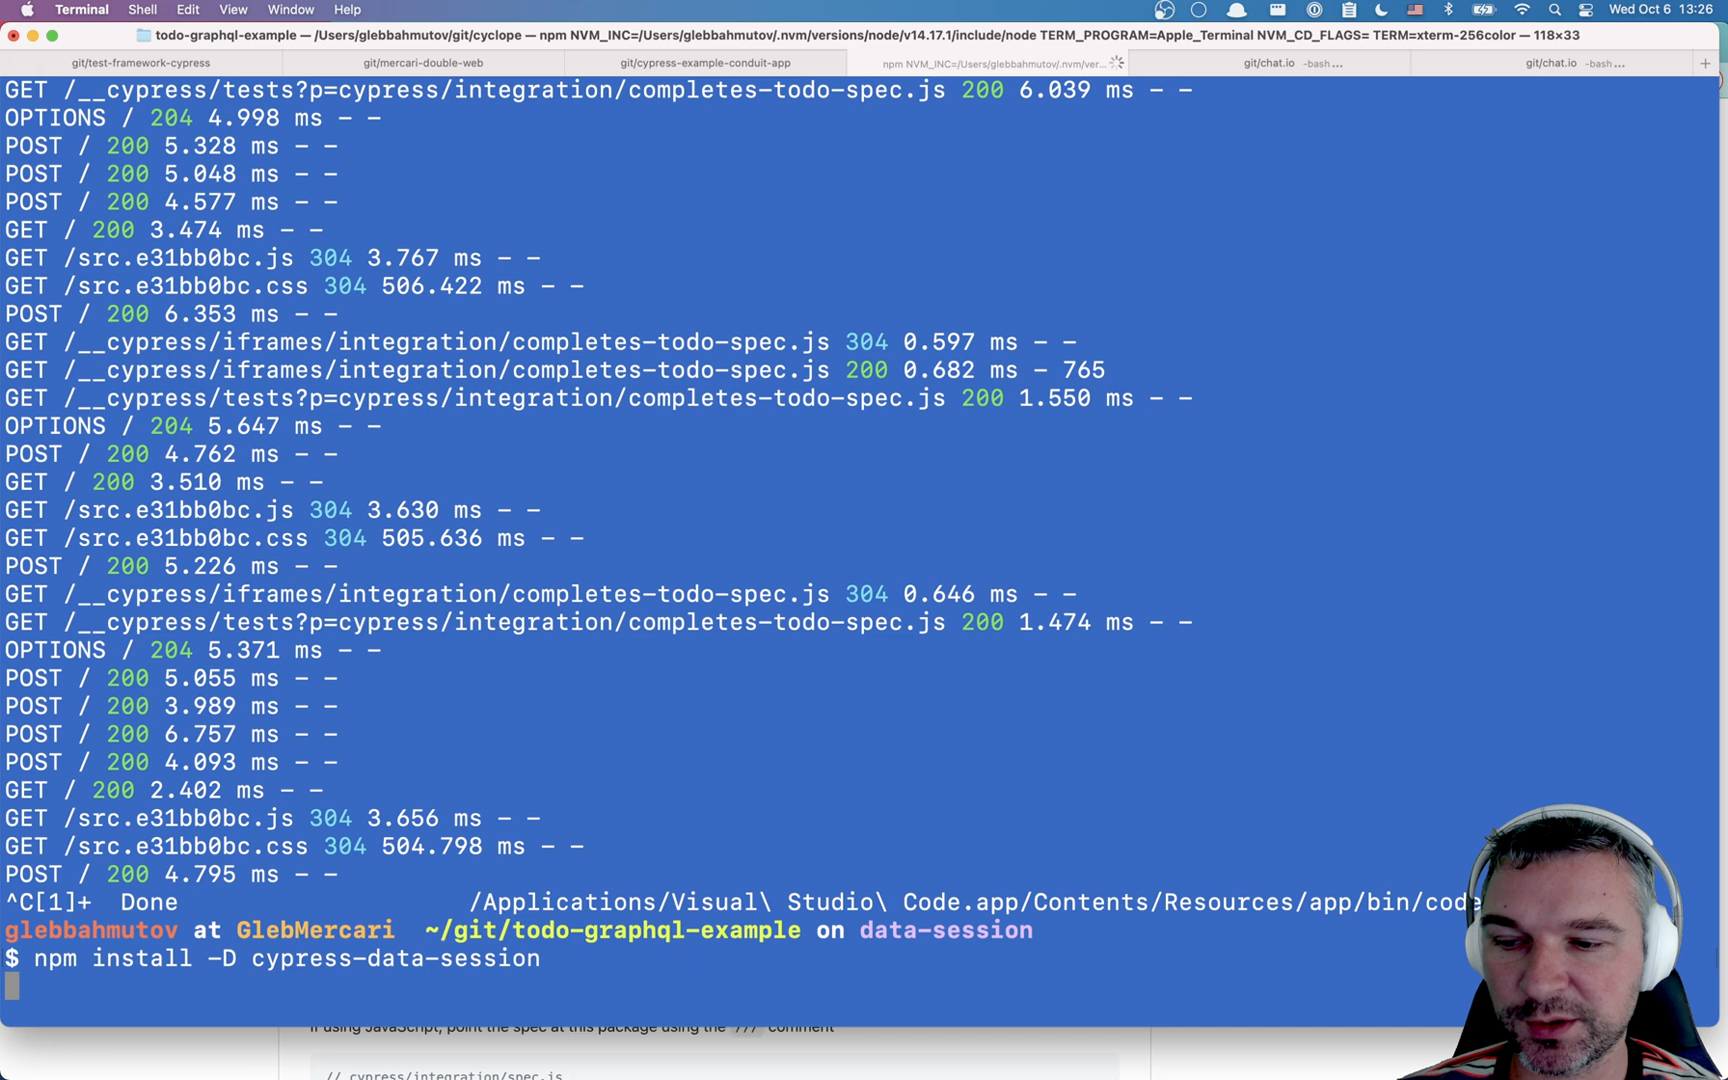 Terminal Shell Edit View Window Help Wed Oct 6 13:26
todo-graphql-example — /Users/glebbahmutov/git/cyclope — npm NVM_INC=/Users/glebbahmutov/.nvm/versions/node/v14.17.1/include/node TERM_PROGRAM=Apple_Terminal NVM_CD_FLAGS= TERM=xterm-256color — 118×33
git/test-framework-cypress git/mercari-double-web git/cypress-example-conduit-app npm NVM_INC=/Users/glebbahmutov/.nvm/ver... git/chat.io -bash ... git/chat.io -bash ... +
GET /__cypress/tests?p=cypress/integration/completes-todo-spec.js 200 6.039 ms - -
OPTIONS / 204 4.998 ms - -
POST / 200 5.328 ms - -
POST / 200 5.048 ms - -
POST / 200 4.577 ms - -
GET / 200 3.474 ms - -
GET /src.e31bb0bc.js 304 3.767 ms - -
GET /src.e31bb0bc.css 304 506.422 ms - -
POST / 200 6.353 ms - -
GET /__cypress/iframes/integration/completes-todo-spec.js 304 0.597 ms - -
GET /__cypress/iframes/integration/completes-todo-spec.js 200 0.682 ms - 765
GET /__cypress/tests?p=cypress/integration/completes-todo-spec.js 200 1.550 ms - -
OPTIONS / 204 5.647 ms - -
POST / 200 4.762 ms - -
GET / 200 3.510 ms - -
GET /src.e31bb0bc.js 304 3.630 ms - -
GET /src.e31bb0bc.css 304 505.636 ms - -
POST / 200 5.226 ms - -
GET /__cypress/iframes/integration/completes-todo-spec.js 304 0.646 ms - -
GET /__cypress/tests?p=cypress/integration/completes-todo-spec.js 200 1.474 ms - -
OPTIONS / 204 5.371 ms - -
POST / 200 5.055 ms - -
POST / 200 3.989 ms - -
POST / 200 6.757 ms - -
POST / 200 4.093 ms - -
GET / 200 2.402 ms - -
GET /src.e31bb0bc.js 304 3.656 ms - -
GET /src.e31bb0bc.css 304 504.798 ms - -
POST / 200 4.795 ms - -
^C[1]+ Done /Applications/Visual\ Studio\ Code.app/Contents/Resources/app/bin/code
glebbahmutov at GlebMercari ~/git/todo-graphql-example on data-session
$ npm install -D cypress-data-session
If using JavaScript, point the spec at this package using the /// comment
// cypress/integration/spec.js